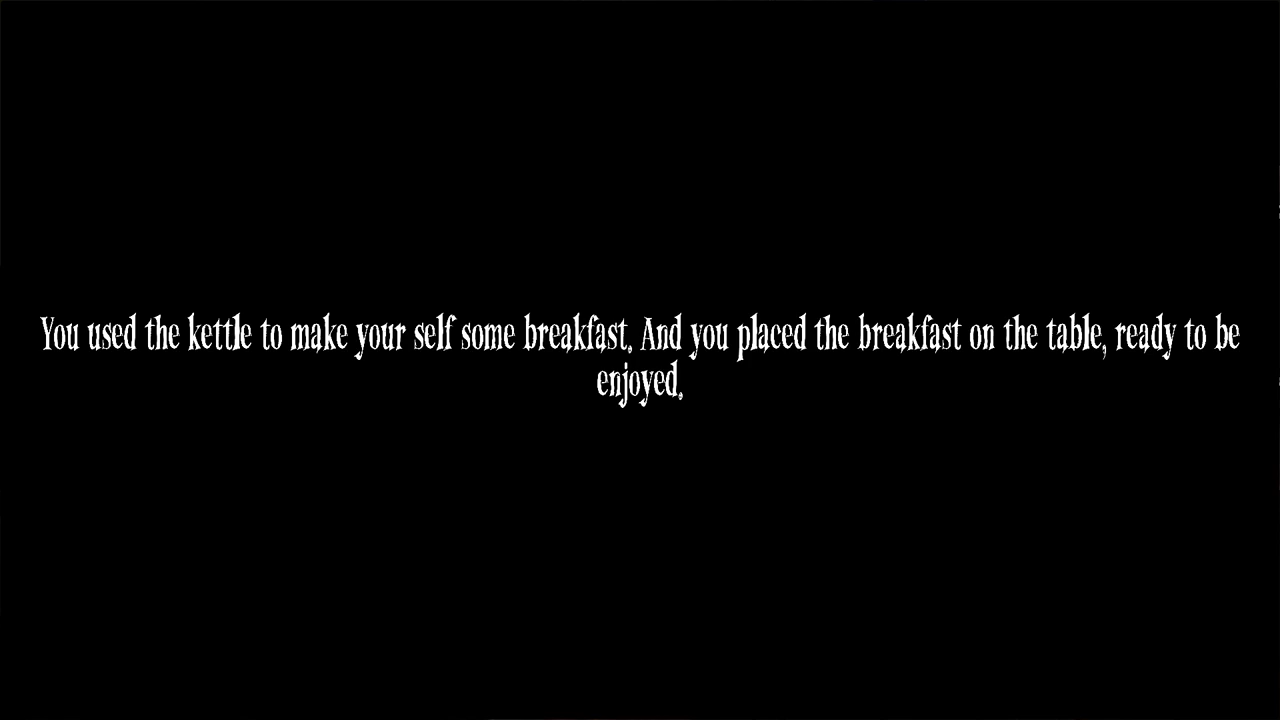 You used the kettle to make your self some breakfast. And you placed the breakfast on the table, ready to be
enjoyed.